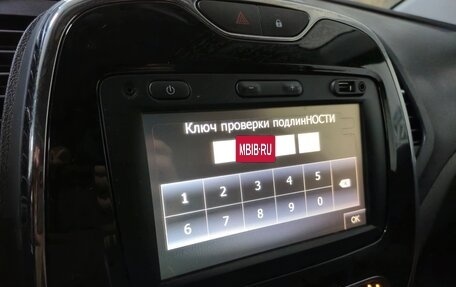 Ключ проверки подлинНОСТИ
MBIB.RU
1 2 3 4 5
6 7 8 9 0
OK